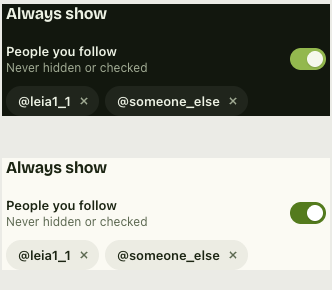 Always show
People you follow
Never hidden or checked
@leia1_1 ×
@someone_else ×
Always show
People you follow
Never hidden or checked
@leia1_1 ×
@someone_else ×